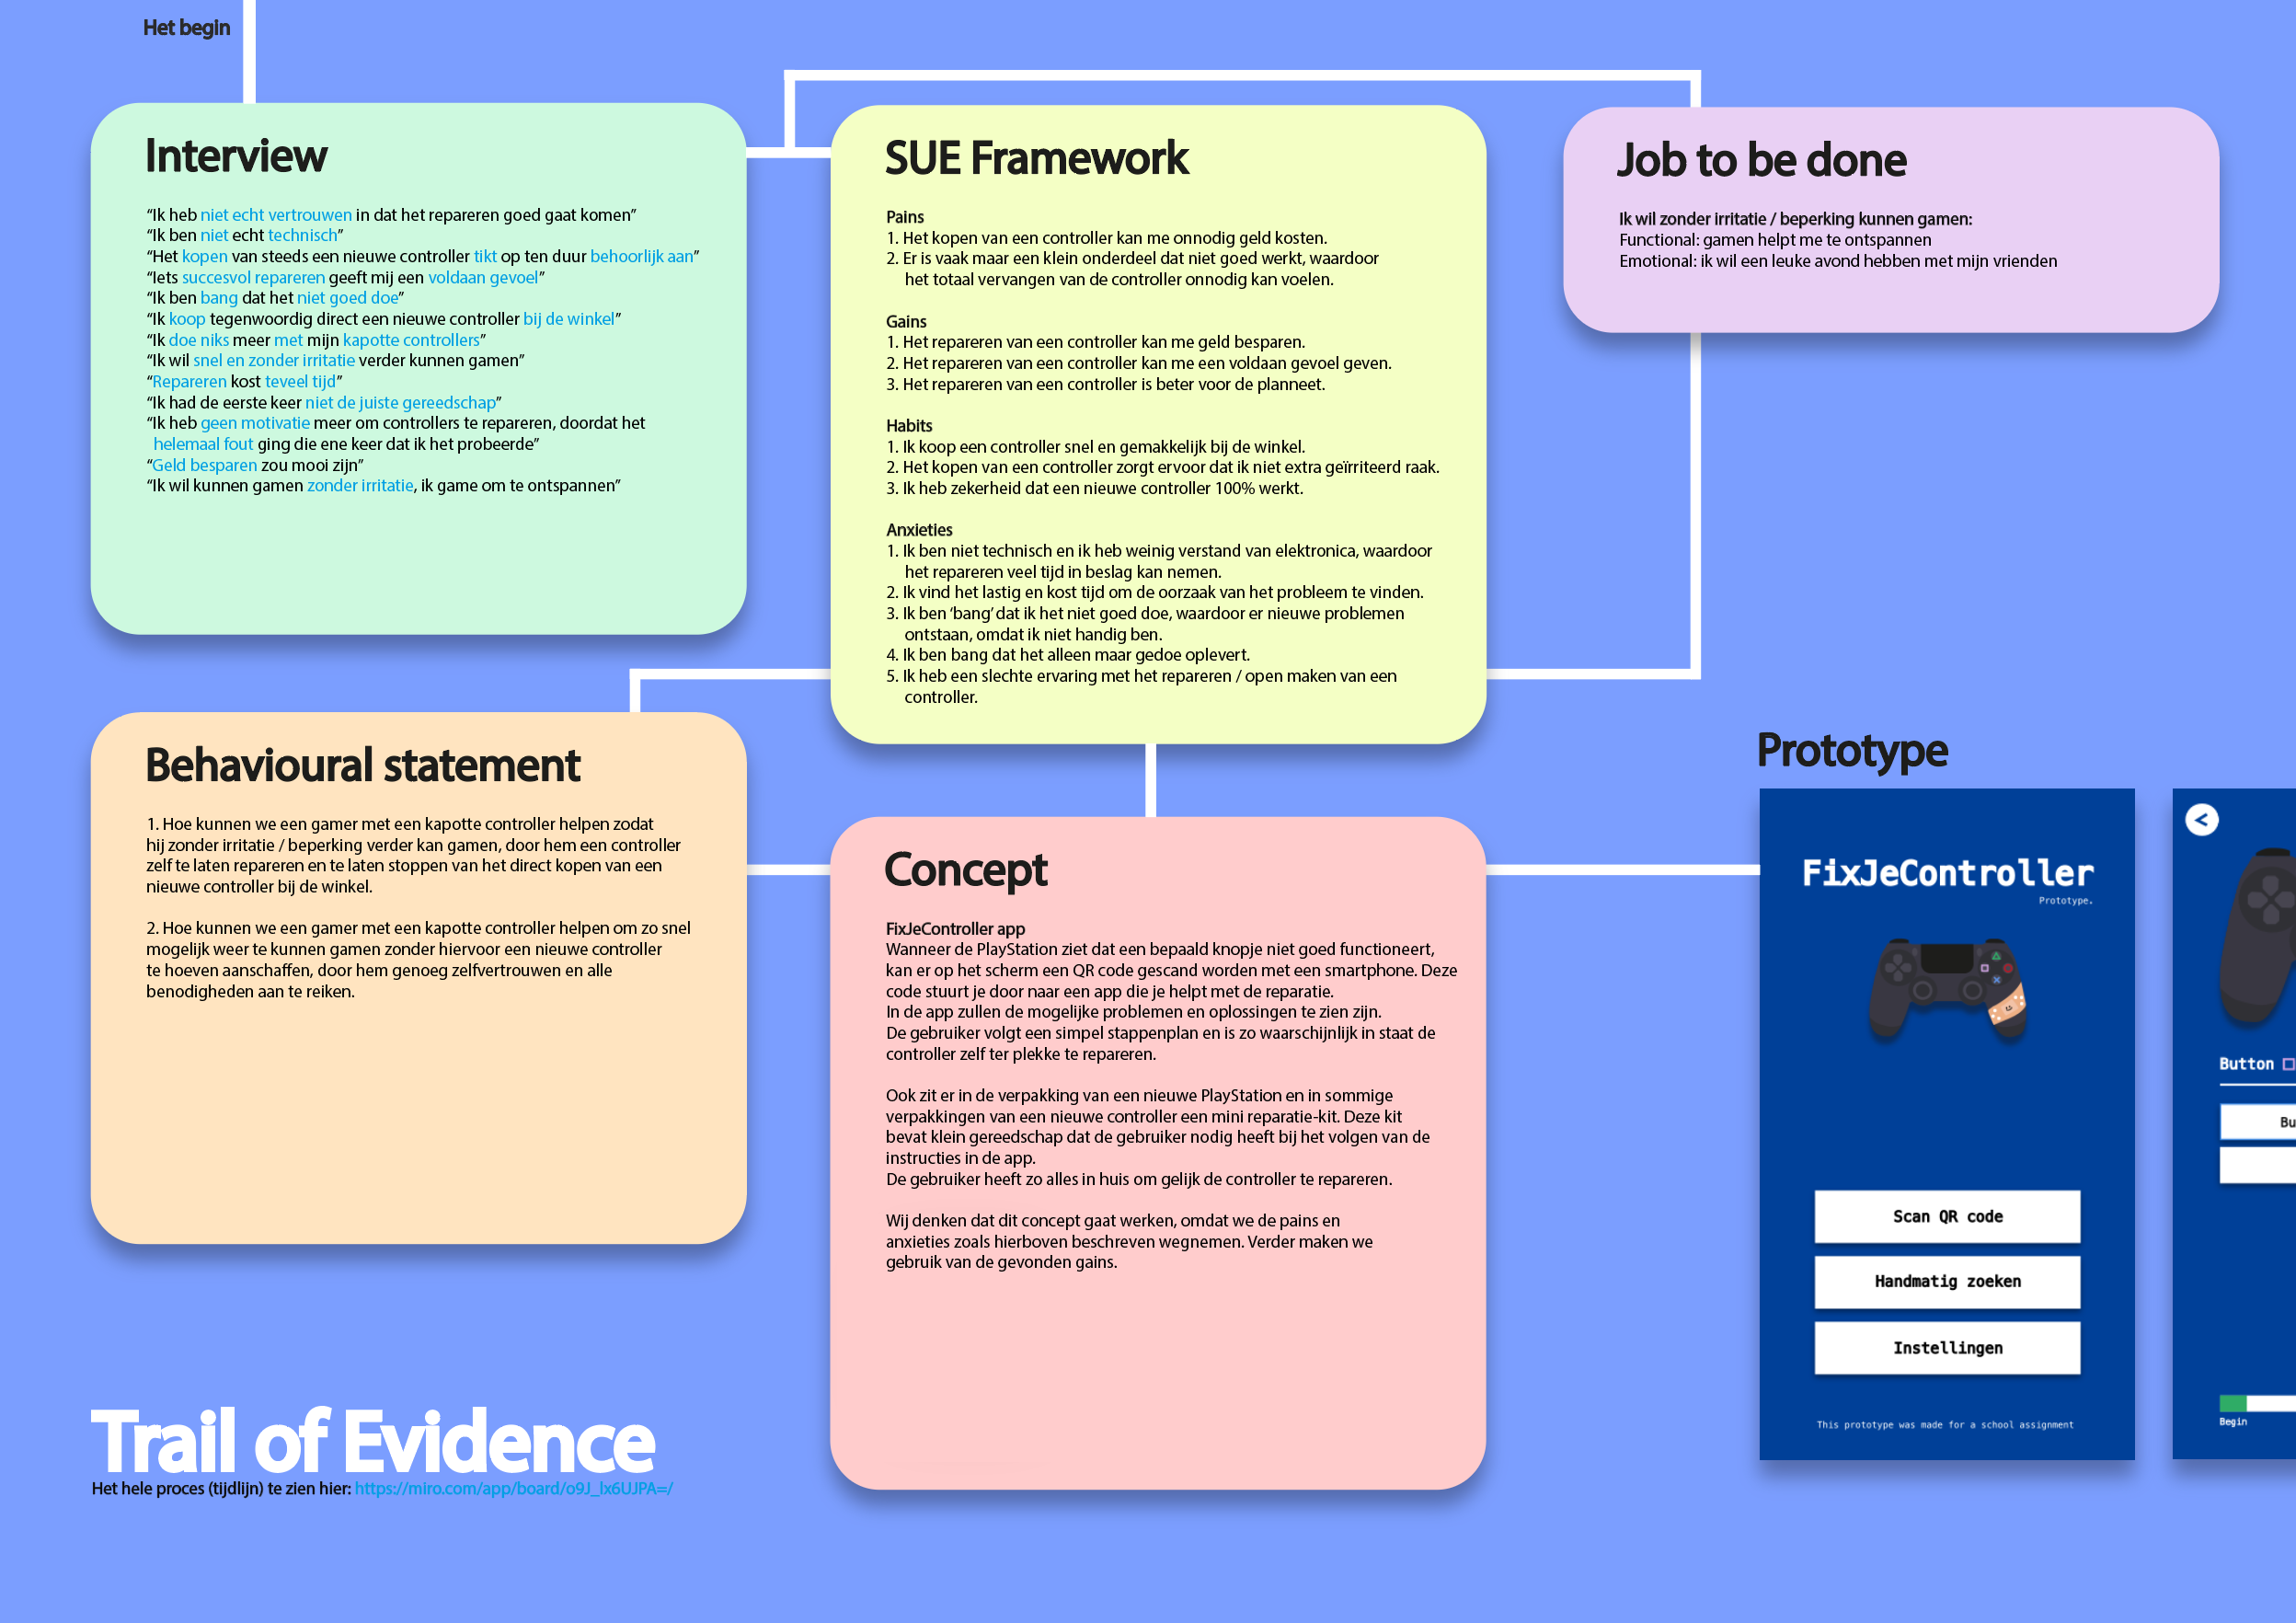 Het begin
Interview
“Ik heb niet echt vertrouwen in dat het repareren goed gaat komen”
“Ik ben niet echt technisch”
“Het kopen van steeds een nieuwe controller tikt op ten duur behoorlijk aan”
“Iets succesvol repareren geeft mij een voldaan gevoel”
“Ik ben bang dat het niet goed doe”
“Ik koop tegenwoordig direct een nieuwe controller bij de winkel”
“Ik doe niks meer met mijn kapotte controllers”
“Ik wil snel en zonder irritatie verder kunnen gamen”
“Repareren kost teveel tijd”
“Ik had de eerste keer niet de juiste gereedschap”
“Ik heb geen motivatie meer om controllers te repareren, doordat het
helemaal fout ging die ene keer dat ik het probeerde”
“Geld besparen zou mooi zijn”
“Ik wil kunnen gamen zonder irritatie, ik game om te ontspannen”
SUE Framework
Pains
1. Het kopen van een controller kan me onnodig geld kosten.
2. Er is vaak maar een klein onderdeel dat niet goed werkt, waardoor
het totaal vervangen van de controller onnodig kan voelen.
Gains
1. Het repareren van een controller kan me geld besparen.
2. Het repareren van een controller kan me een voldaan gevoel geven.
3. Het repareren van een controller is beter voor de planneet.
Habits
1. Ik koop een controller snel en gemakkelijk bij de winkel.
2. Het kopen van een controller zorgt ervoor dat ik niet extra geïrriteerd raak.
3. Ik heb zekerheid dat een nieuwe controller 100% werkt.
Anxieties
1. Ik ben niet technisch en ik heb weinig verstand van elektronica, waardoor
het repareren veel tijd in beslag kan nemen.
2. Ik vind het lastig en kost tijd om de oorzaak van het probleem te vinden.
3. Ik ben ‘bang’ dat ik het niet goed doe, waardoor er nieuwe problemen
ontstaan, omdat ik niet handig ben.
4. Ik ben bang dat het alleen maar gedoe oplevert.
5. Ik heb een slechte ervaring met het repareren / open maken van een
controller.
Job to be done
Ik wil zonder irritatie / beperking kunnen gamen:
Functional: gamen helpt me te ontspannen
Emotional: ik wil een leuke avond hebben met mijn vrienden
Behavioural statement
1. Hoe kunnen we een gamer met een kapotte controller helpen zodat
hij zonder irritatie / beperking verder kan gamen, door hem een controller
zelf te laten repareren en te laten stoppen van het direct kopen van een
nieuwe controller bij de winkel.
2. Hoe kunnen we een gamer met een kapotte controller helpen om zo snel
mogelijk weer te kunnen gamen zonder hiervoor een nieuwe controller
te hoeven aanschaffen, door hem genoeg zelfvertrouwen en alle
benodigheden aan te reiken.
Concept
FixJeController app
Wanneer de PlayStation ziet dat een bepaald knopje niet goed functioneert,
kan er op het scherm een QR code gescand worden met een smartphone. Deze
code stuurt je door naar een app die je helpt met de reparatie.
In de app zullen de mogelijke problemen en oplossingen te zien zijn.
De gebruiker volgt een simpel stappenplan en is zo waarschijnlijk in staat de
controller zelf ter plekke te repareren.
Ook zit er in de verpakking van een nieuwe PlayStation en in sommige
verpakkingen van een nieuwe controller een mini reparatie-kit. Deze kit
bevat klein gereedschap dat de gebruiker nodig heeft bij het volgen van de
instructies in de app.
De gebruiker heeft zo alles in huis om gelijk de controller te repareren.
Wij denken dat dit concept gaat werken, omdat we de pains en
anxieties zoals hierboven beschreven wegnemen. Verder maken we
gebruik van de gevonden gains.
Prototype
FixJeController
Prototype.
Scan QR code
Handmatig zoeken
Instellingen
This prototype was made for a school assignment
<
Button
Bu
Begin
Trail of Evidence
Het hele proces (tijdlijn) te zien hier: https://miro.com/app/board/o9J_lx6UJPA=/